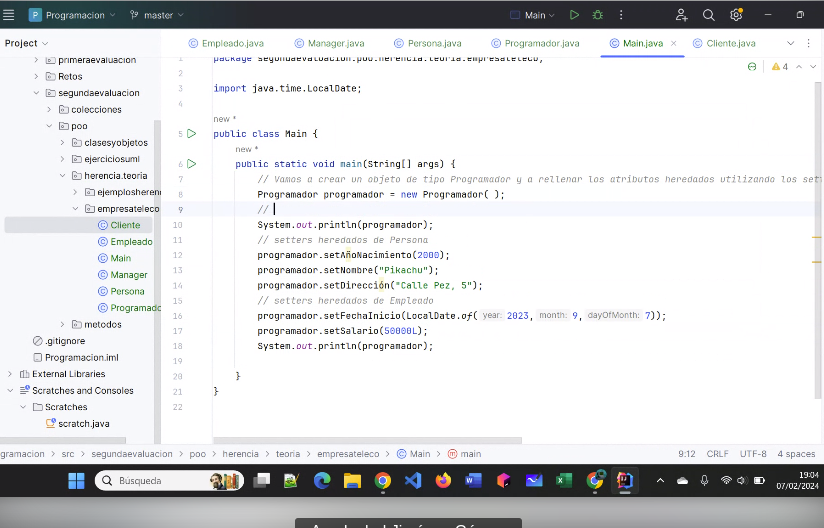 Programacion
master
Main
Project
Empleado.java
Manager.java
Persona.java
Programador.java
Main.java
Cliente.java
primeraevaluacion
Retos
segundaevaluacion
colecciones
poo
clasesyobjetos
ejerciciosuml
herencia.teoria
ejemplosheren
empresateleco
Cliente
Empleado
Main
Manager
Persona
Programado
metodos
.gitignore
Programacion.iml
External Libraries
Scratches and Consoles
Scratches
scratch.java
4
1 package segundaevaluacion.poo.herencia.teoria.empresateleco;
2
3 import java.time.LocalDate;
4
new *
5 public class Main {
new *
6 public static void main(String[] args) {
7 // Vamos a crear un objeto de tipo Programador y a rellenar los atributos heredados utilizando los set
8 Programador programador = new Programador( );
9 //
10 System.out.println(programador);
11 // setters heredados de Persona
12 programador.setAñoNacimiento(2000);
13 programador.setNombre("Pikachu");
14 programador.setDirección("Calle Pez, 5");
15 // setters heredados de Empleado
16 programador.setFechaInicio(LocalDate.of( year: 2023, month: 9, dayOfMonth: 7));
17 programador.setSalario(50000L);
18 System.out.println(programador);
19
20 }
21 }
22
gramacion > src > segundaevaluacion > poo > herencia > teoria > empresateleco > Main > main
9:12 CRLF UTF-8 4 spaces
Búsqueda
19:04
07/02/2024